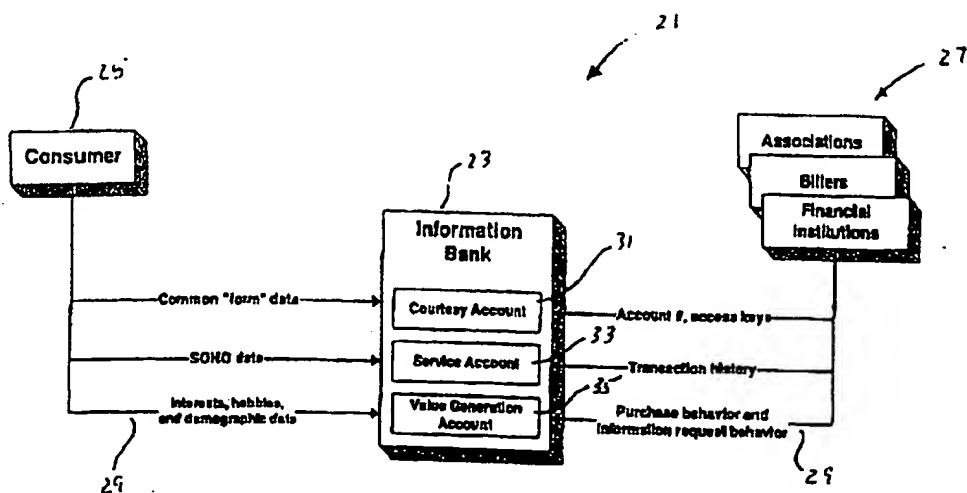 21
25
27
Consumer
Associations
Billers
Financial
Institutions
23
Information
Bank
31
Common "form" data
Courtesy Account
Account #, access keys
33
SOHO data
Service Account
Transaction history
35
Interests, hobbies,
and demographic data
Value Generation
Account
Purchase behavior and
information request behavior
29
29